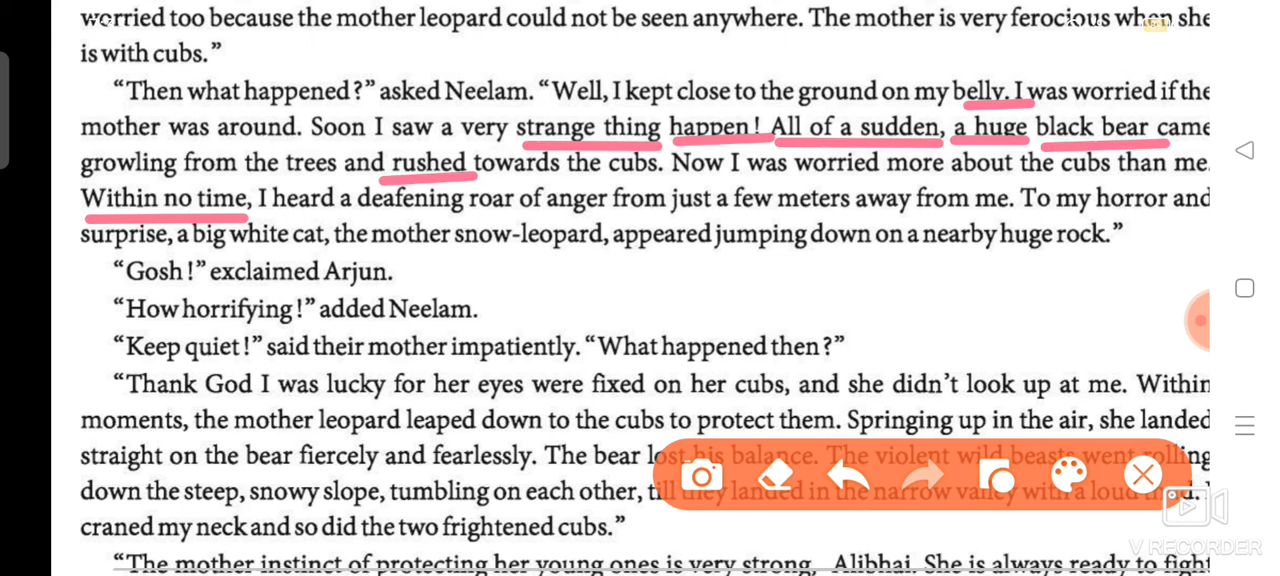 worried too because the mother leopard could not be seen anywhere. The mother is very ferocious when she
is with cubs.”
“Then what happened?” asked Neelam. “Well, I kept close to the ground on my belly. I was worried if the
mother was around. Soon I saw a very strange thing happen! All of a sudden, a huge black bear came
growling from the trees and rushed towards the cubs. Now I was worried more about the cubs than me.
Within no time, I heard a deafening roar of anger from just a few meters away from me. To my horror and
surprise, a big white cat, the mother snow-leopard, appeared jumping down on a nearby huge rock.”
“Gosh!” exclaimed Arjun.
“How horrifying!” added Neelam.
“Keep quiet!” said their mother impatiently. “What happened then?”
“Thank God I was lucky for her eyes were fixed on her cubs, and she didn’t look up at me. Within
moments, the mother leopard leaped down to the cubs to protect them. Springing up in the air, she landed
straight on the bear fiercely and fearlessly. The bear lost his balance. The violent wild beasts went rolling
down the steep, snowy slope, tumbling on each other, till they landed in the narrow valley with a loud
craned my neck and so did the two frightened cubs.”
“The mother instinct of protecting her young ones is very strong, Alibhai. She is always ready to fight
V RECORDER